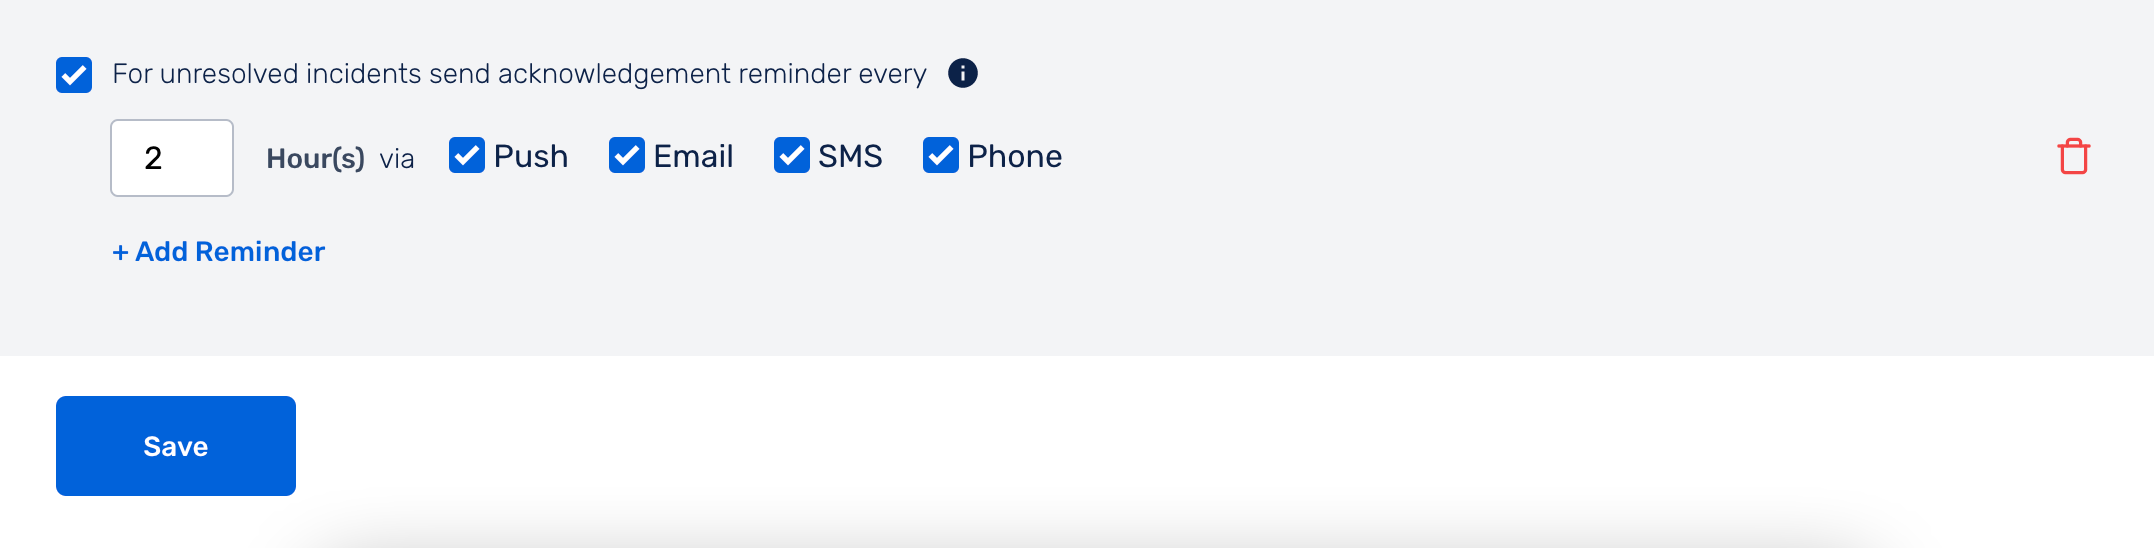 For unresolved incidents send acknowledgement reminder every
2 Hour(s) via Push Email SMS Phone
+ Add Reminder
Save